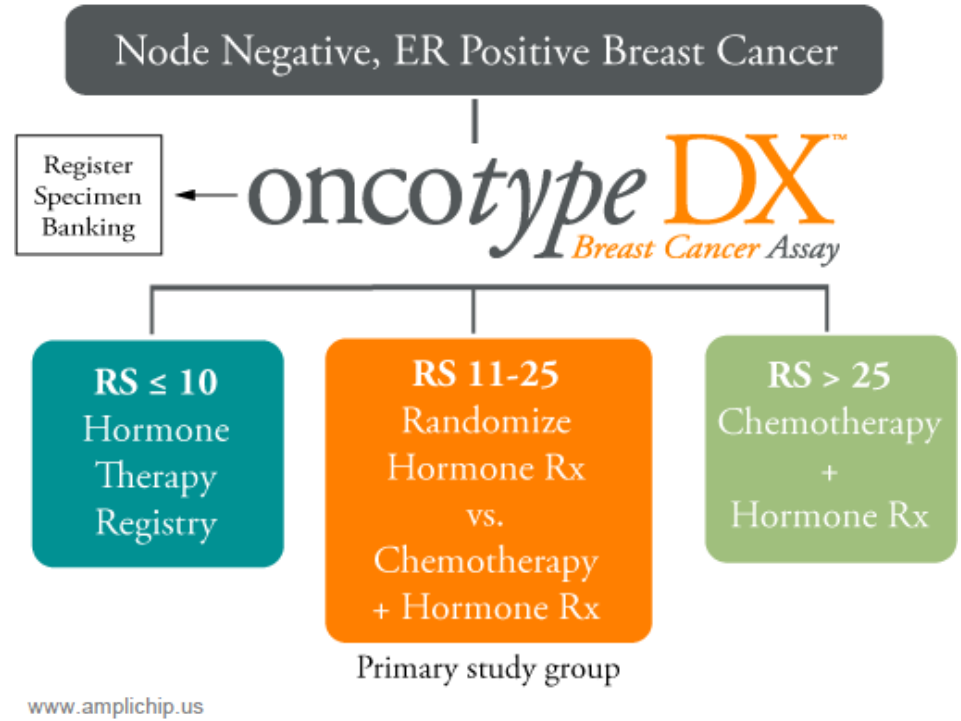 Node Negative, ER Positive Breast Cancer
Register
Specimen
Banking
oncotype DX™
Breast Cancer Assay
RS ≤ 10
Hormone
Therapy
Registry
RS 11-25
Randomize
Hormone Rx
vs.
Chemotherapy
+ Hormone Rx
RS > 25
Chemotherapy
+
Hormone Rx
Primary study group
www.amplichip.us